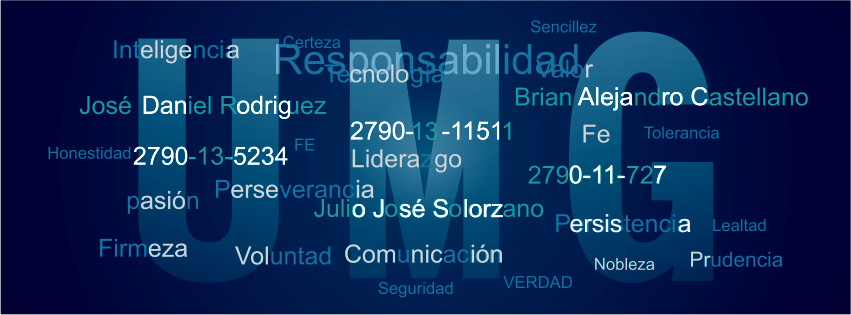 UMG
Sencillez
Certeza
Inteligencia
Responsabilidad
Tecnología
Valor
José Daniel Rodriguez
Brian Alejandro Castellano
2790-13-11511
Fe
Tolerancia
Honestidad
2790-13-5234
FE
Liderazgo
2790-11-727
pasión
Perseverancia
Julio José Solorzano
Persistencia
Lealtad
Firmeza
Voluntad
Comunicación
Nobleza
Prudencia
Seguridad
VERDAD